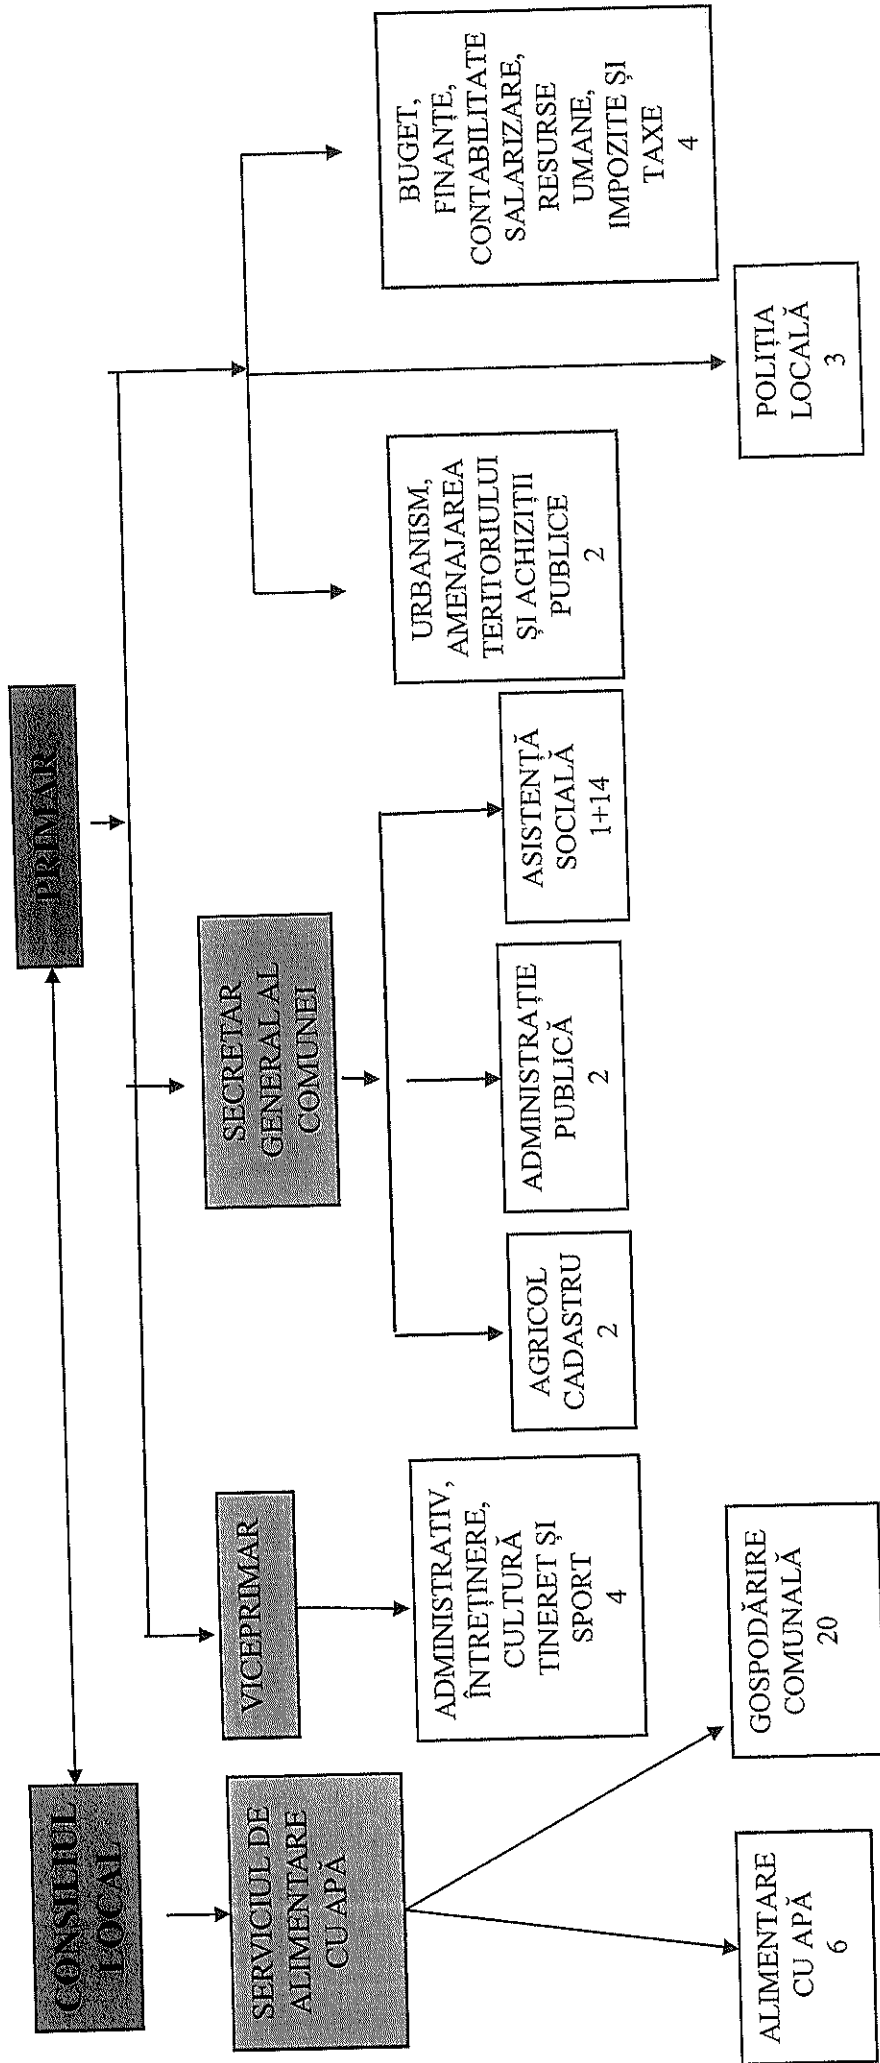 CONSILIUL
LOCAL
PRIMAR
SERVICIUL DE
ALIMENTARE
CU APĂ
VICEPRIMAR
SECRETAR
GENERAL AL
COMUNEI
ADMINISTRATIV,
ÎNTREȚINERE,
CULTURĂ
TINERET ȘI
SPORT
4
AGRICOL
CADASTRU
2
ADMINISTRAȚIE
PUBLICĂ
2
ASISTENȚĂ
SOCIALĂ
1+14
URBANISM,
AMENAJAREA
TERITORIULUI
ȘI ACHIZIȚII
PUBLICE
2
BUGET,
FINANȚE,
CONTABILITATE
SALARIZARE,
RESURSE
UMANE,
IMPOZITE ȘI
TAXE
4
ALIMENTARE
CU APĂ
6
GOSPODĂRIRE
COMUNALĂ
20
POLIȚIA
LOCALĂ
3